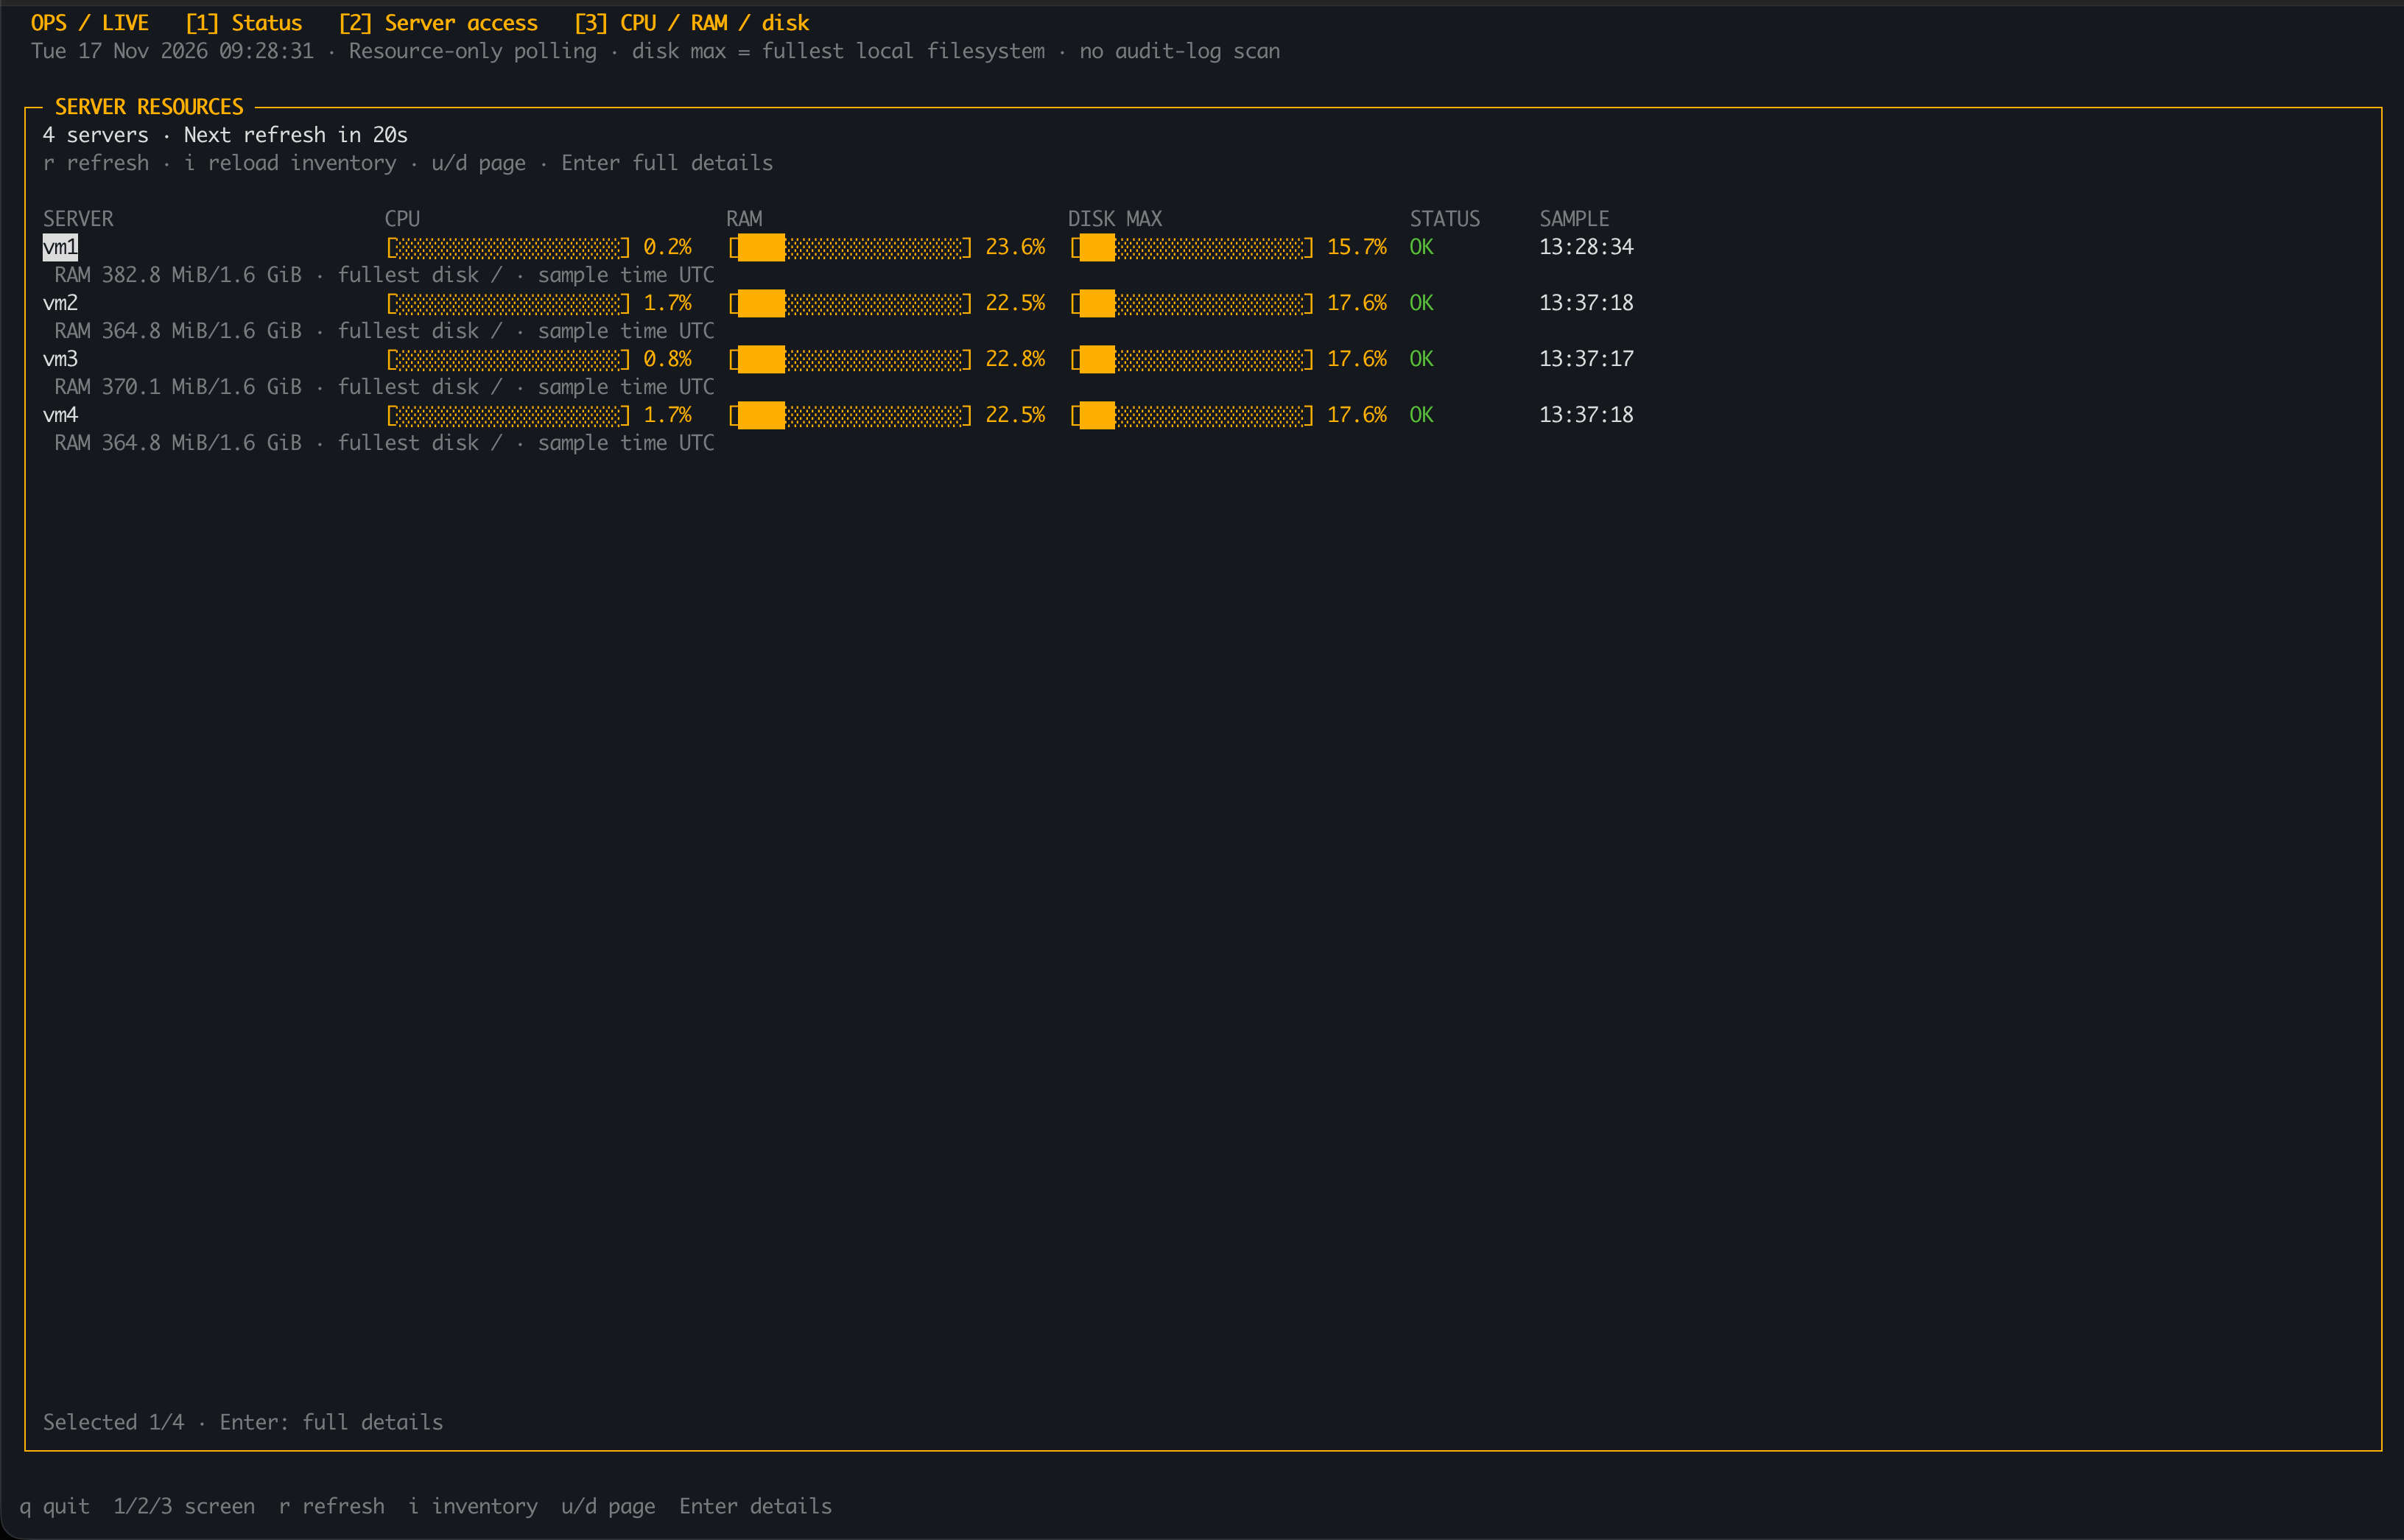 OPS / LIVE [1] Status [2] Server access [3] CPU / RAM / disk
Tue 17 Nov 2026 09:28:31 · Resource-only polling · disk max = fullest local filesystem · no audit-log scan
SERVER RESOURCES
4 servers · Next refresh in 20s
r refresh · i reload inventory · u/d page · Enter full details
SERVER CPU RAM DISK MAX STATUS SAMPLE
vm1 [░░░░░░░░░░░░░░░░░░░] 0.2% [████░░░░░░░░░░░░░░░] 23.6% [███░░░░░░░░░░░░░░░░] 15.7% OK 13:28:34
RAM 382.8 MiB/1.6 GiB · fullest disk / · sample time UTC
vm2 [░░░░░░░░░░░░░░░░░░░] 1.7% [████░░░░░░░░░░░░░░░] 22.5% [███░░░░░░░░░░░░░░░░] 17.6% OK 13:37:18
RAM 364.8 MiB/1.6 GiB · fullest disk / · sample time UTC
vm3 [░░░░░░░░░░░░░░░░░░░] 0.8% [████░░░░░░░░░░░░░░░] 22.8% [███░░░░░░░░░░░░░░░░] 17.6% OK 13:37:17
RAM 370.1 MiB/1.6 GiB · fullest disk / · sample time UTC
vm4 [░░░░░░░░░░░░░░░░░░░] 1.7% [████░░░░░░░░░░░░░░░] 22.5% [███░░░░░░░░░░░░░░░░] 17.6% OK 13:37:18
RAM 364.8 MiB/1.6 GiB · fullest disk / · sample time UTC
Selected 1/4 · Enter: full details
q quit 1/2/3 screen r refresh i inventory u/d page Enter details